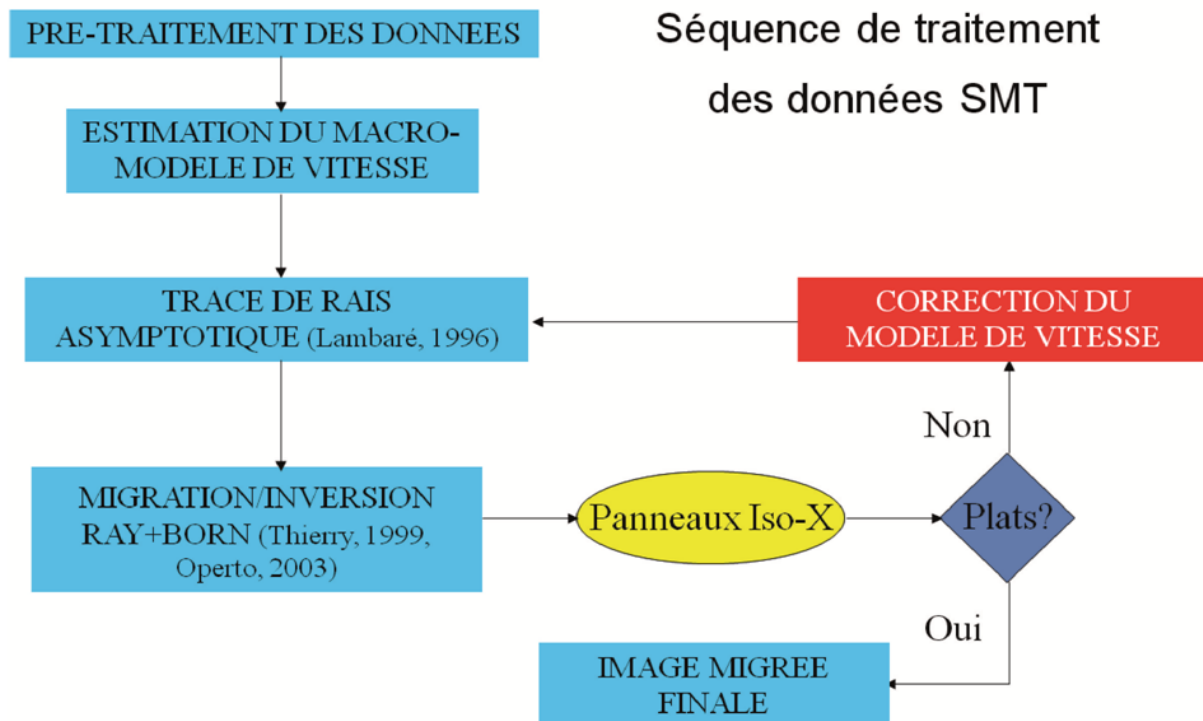 PRE-TRAITEMENT DES DONNEES
Séquence de traitement
des données SMT
ESTIMATION DU MACRO-
MODELE DE VITESSE
TRACE DE RAIS
ASYMPTOTIQUE (Lambaré, 1996)
CORRECTION DU
MODELE DE VITESSE
Non
MIGRATION/INVERSION
RAY+BORN (Thierry, 1999,
Operto, 2003)
Panneaux Iso-X
Plats?
Oui
IMAGE MIGREE
FINALE